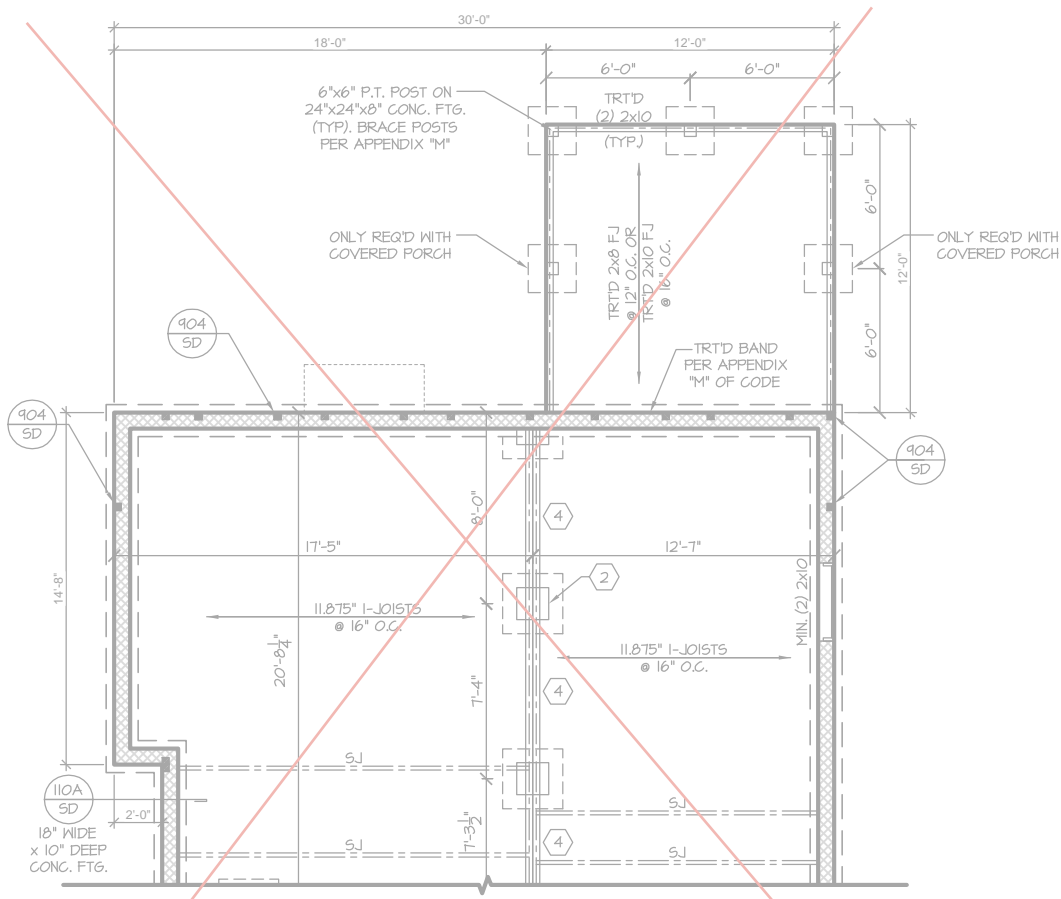 30'-0"
18'-0"
12'-0"
6'-0"
6'-0"
6"x6" P.T. POST ON
24"x24"x8" CONC. FTG.
(TYP). BRACE POSTS
PER APPENDIX "M"
TRT'D
(2) 2x10
(TYP.)
6'-0"
12'-0"
6'-0"
ONLY REQ'D WITH
COVERED PORCH
ONLY REQ'D WITH
COVERED PORCH
TRT'D 2x8 FJ
@ 12" O.C. OR
TRT'D 2x10 FJ
@ 16" O.C.
904
SD
TRT'D BAND
PER APPENDIX
"M" OF CODE
904
SD
904
SD
8'-0"
4
17'-5"
12'-7"
14'-8"
2
MIN. (2) 2x10
11.875" I-JOISTS
@ 16" O.C.
20'-8 1/4"
11.875" I-JOISTS
@ 16" O.C.
7'-4"
4
SJ
110A
SD
2'-0"
SJ
18" WIDE
x 10" DEEP
CONC. FTG.
7'-3 1/2"
4
SJ
SJ